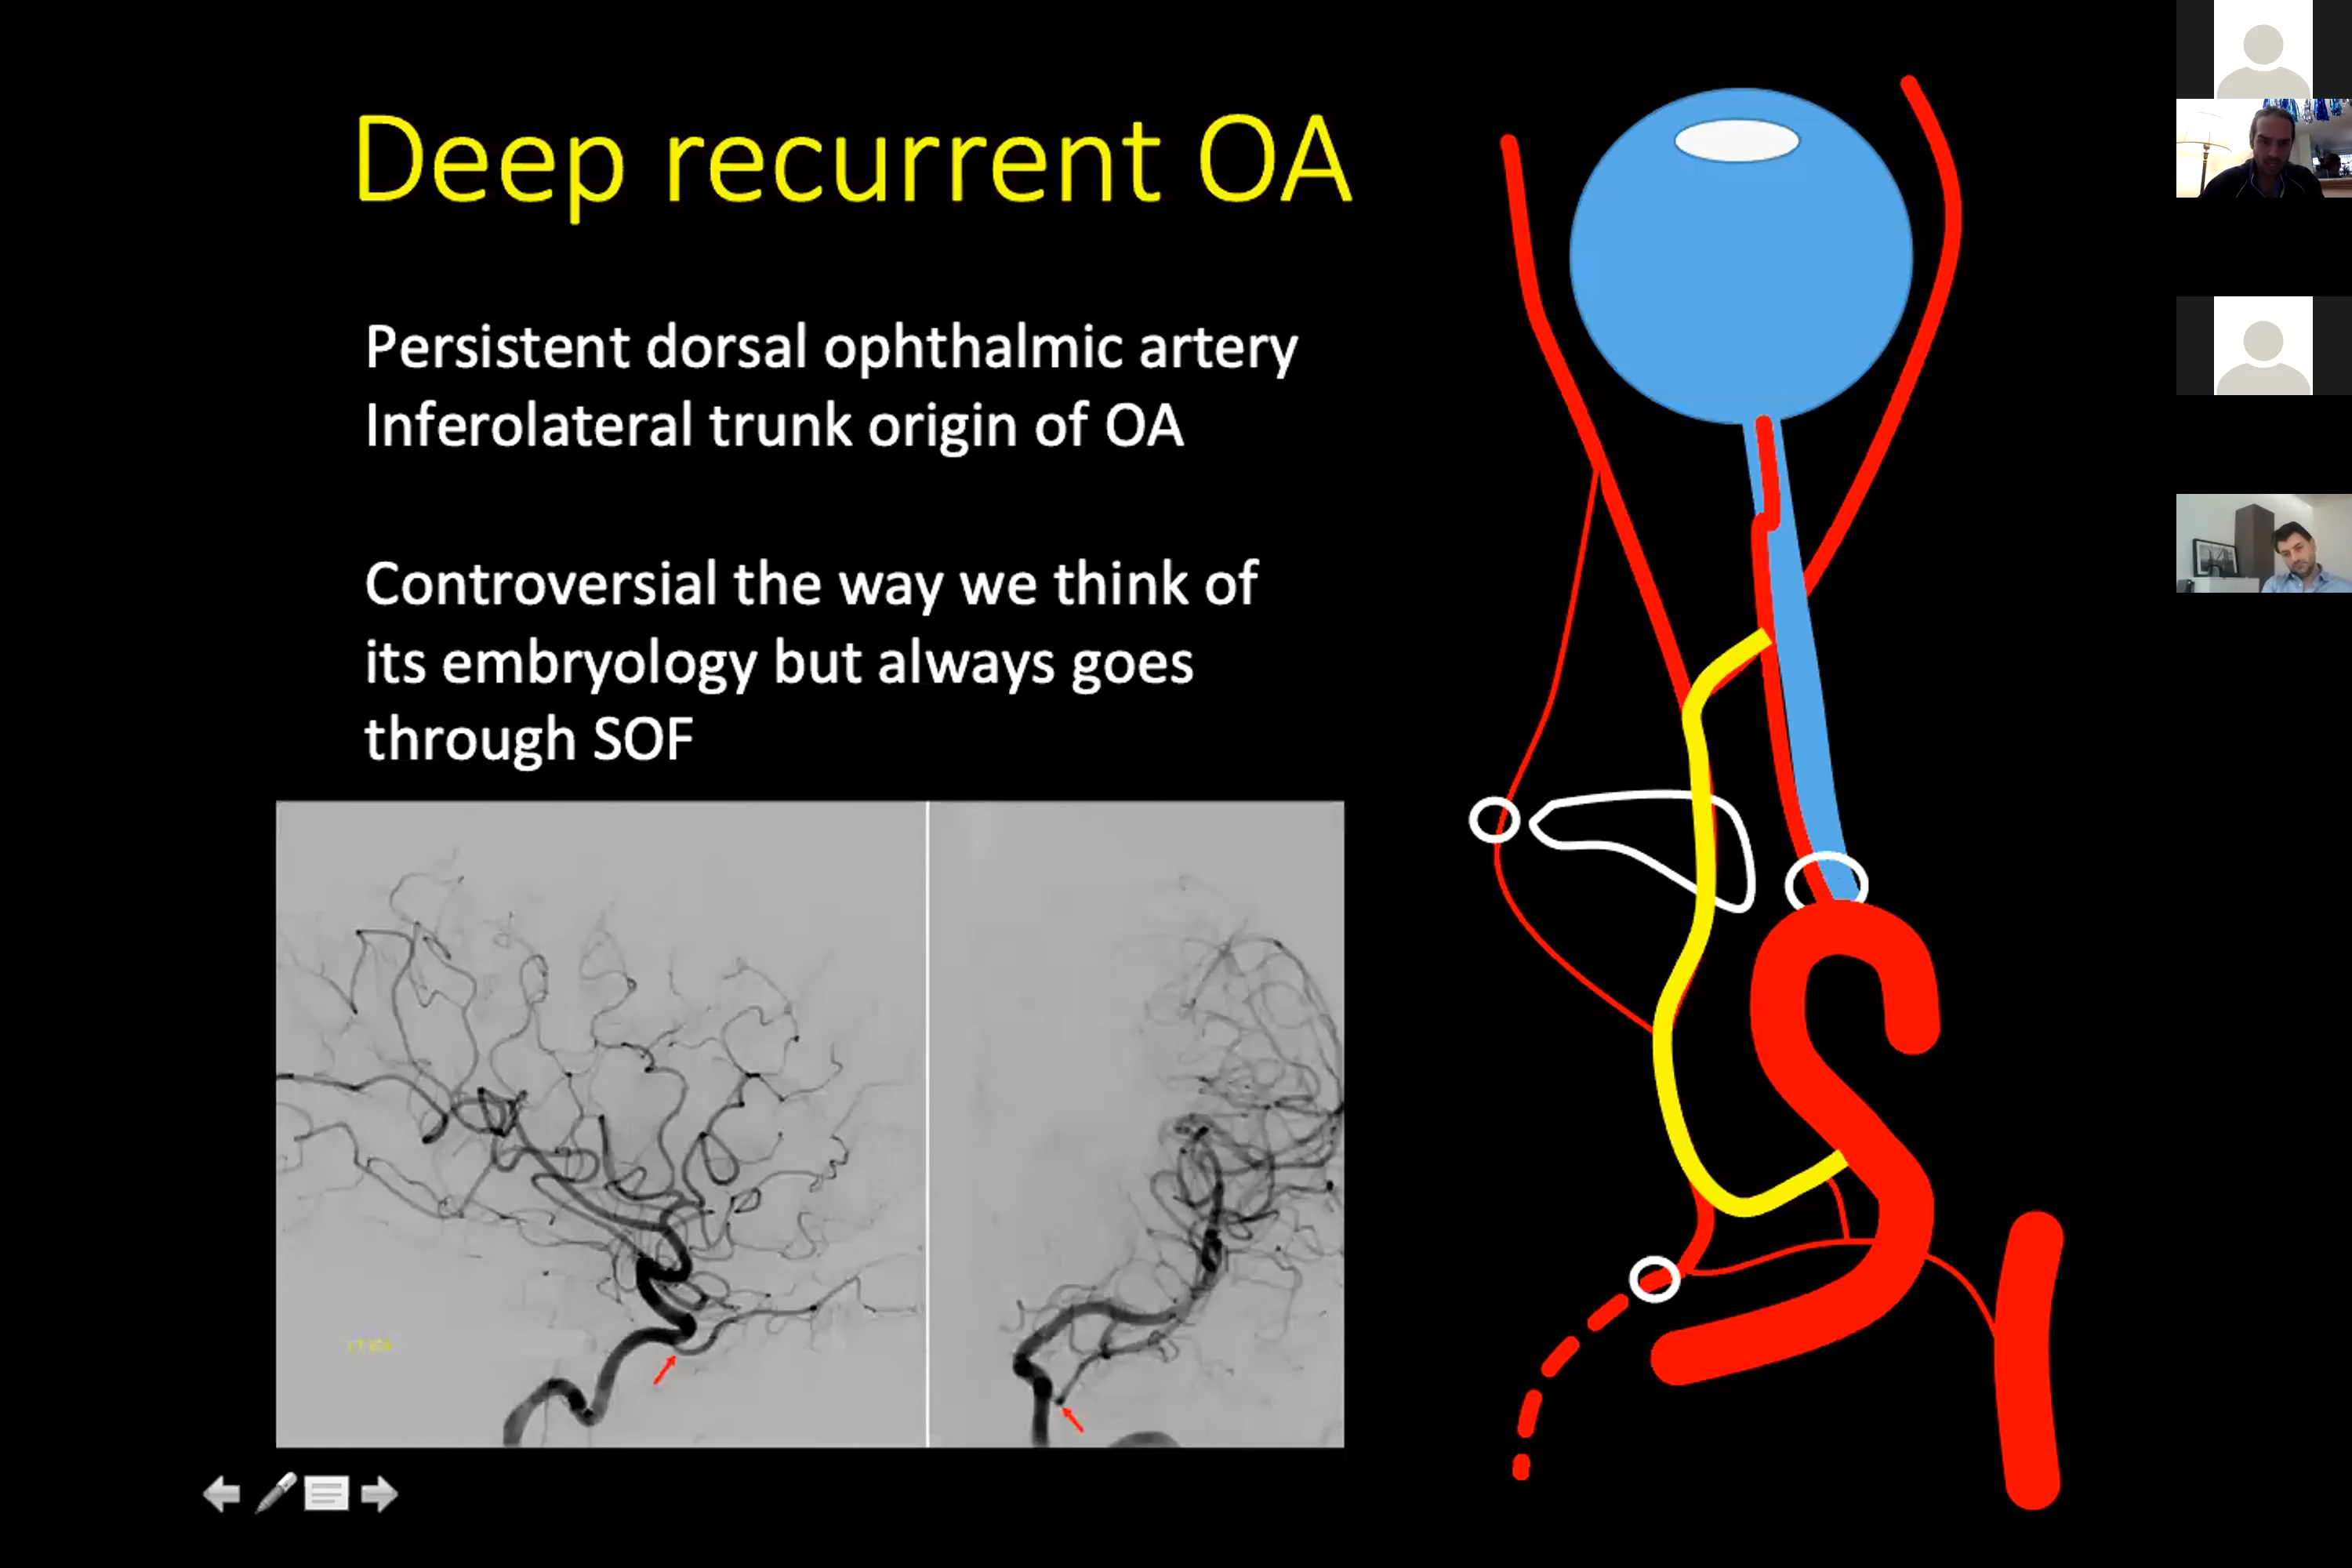 Deep recurrent OA
Persistent dorsal ophthalmic artery
Inferolateral trunk origin of OA
Controversial the way we think of
its embryology but always goes
through SOF